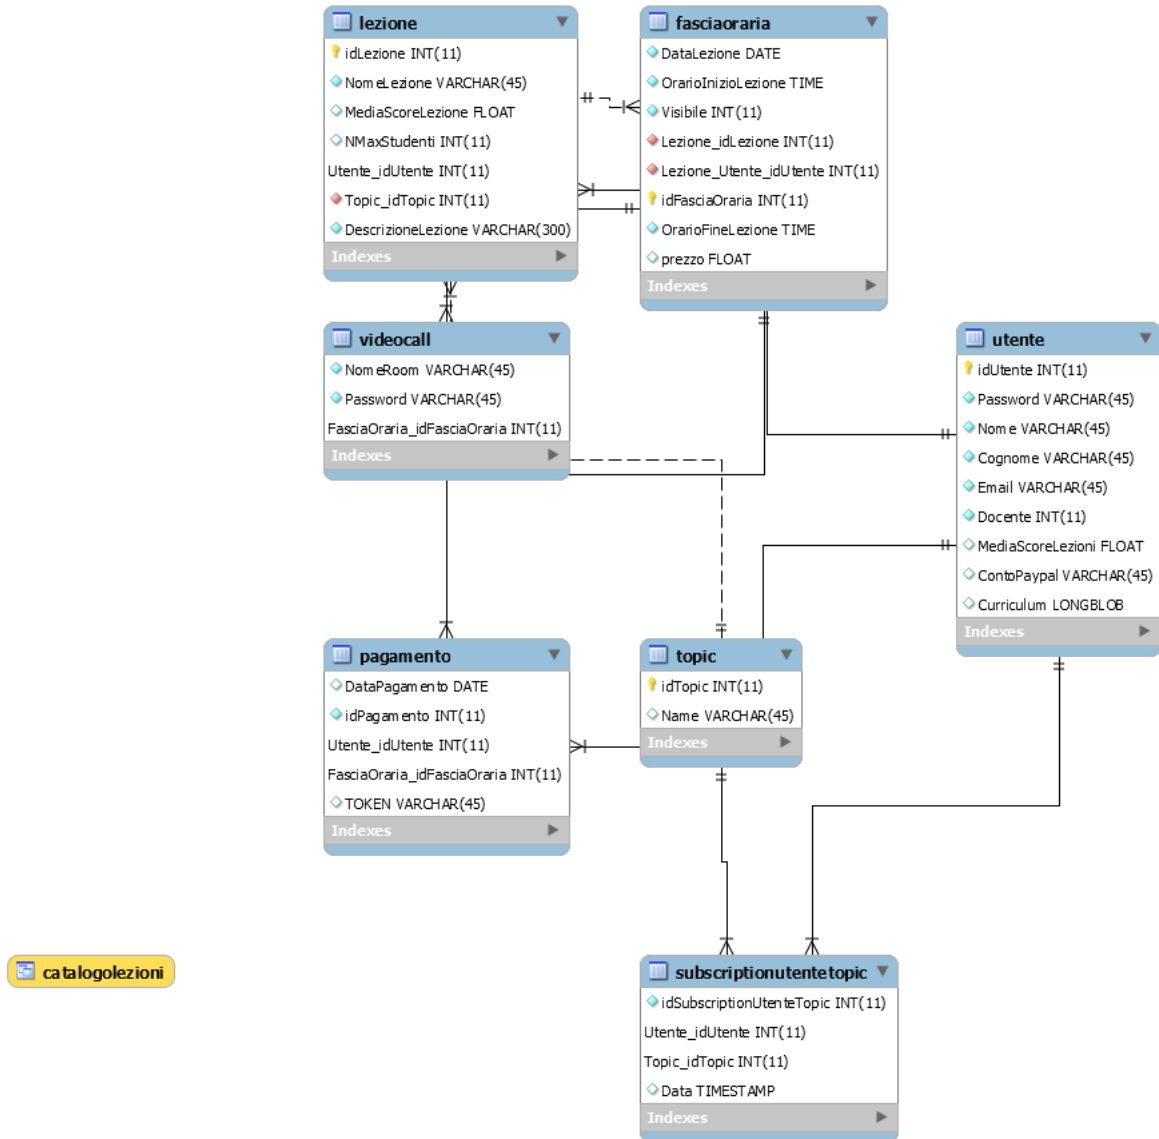 lezione
idLezione INT(11)
NomeLezione VARCHAR(45)
MediaScoreLezione FLOAT
NMaxStudenti INT(11)
Utente_idUtente INT(11)
Topic_idTopic INT(11)
DescrizioneLezione VARCHAR(300)
Indexes
fasciaoraria
DataLezione DATE
OrarioInizioLezione TIME
Visibile INT(11)
Lezione_idLezione INT(11)
Lezione_Utente_idUtente INT(11)
idFasciaOraria INT(11)
OrarioFineLezione TIME
prezzo FLOAT
Indexes
videocall
NomeRoom VARCHAR(45)
Password VARCHAR(45)
FasciaOraria_idFasciaOraria INT(11)
Indexes
utente
idUtente INT(11)
Password VARCHAR(45)
Nome VARCHAR(45)
Cognome VARCHAR(45)
Email VARCHAR(45)
Docente INT(11)
MediaScoreLezioni FLOAT
ContoPaypal VARCHAR(45)
Curriculum LONGBLOB
Indexes
pagamento
DataPagamento DATE
idPagamento INT(11)
Utente_idUtente INT(11)
FasciaOraria_idFasciaOraria INT(11)
TOKEN VARCHAR(45)
Indexes
topic
idTopic INT(11)
Name VARCHAR(45)
Indexes
catalogolezioni
subscriptionutentetopic
idSubscriptionUtenteTopic INT(11)
Utente_idUtente INT(11)
Topic_idTopic INT(11)
Data TIMESTAMP
Indexes